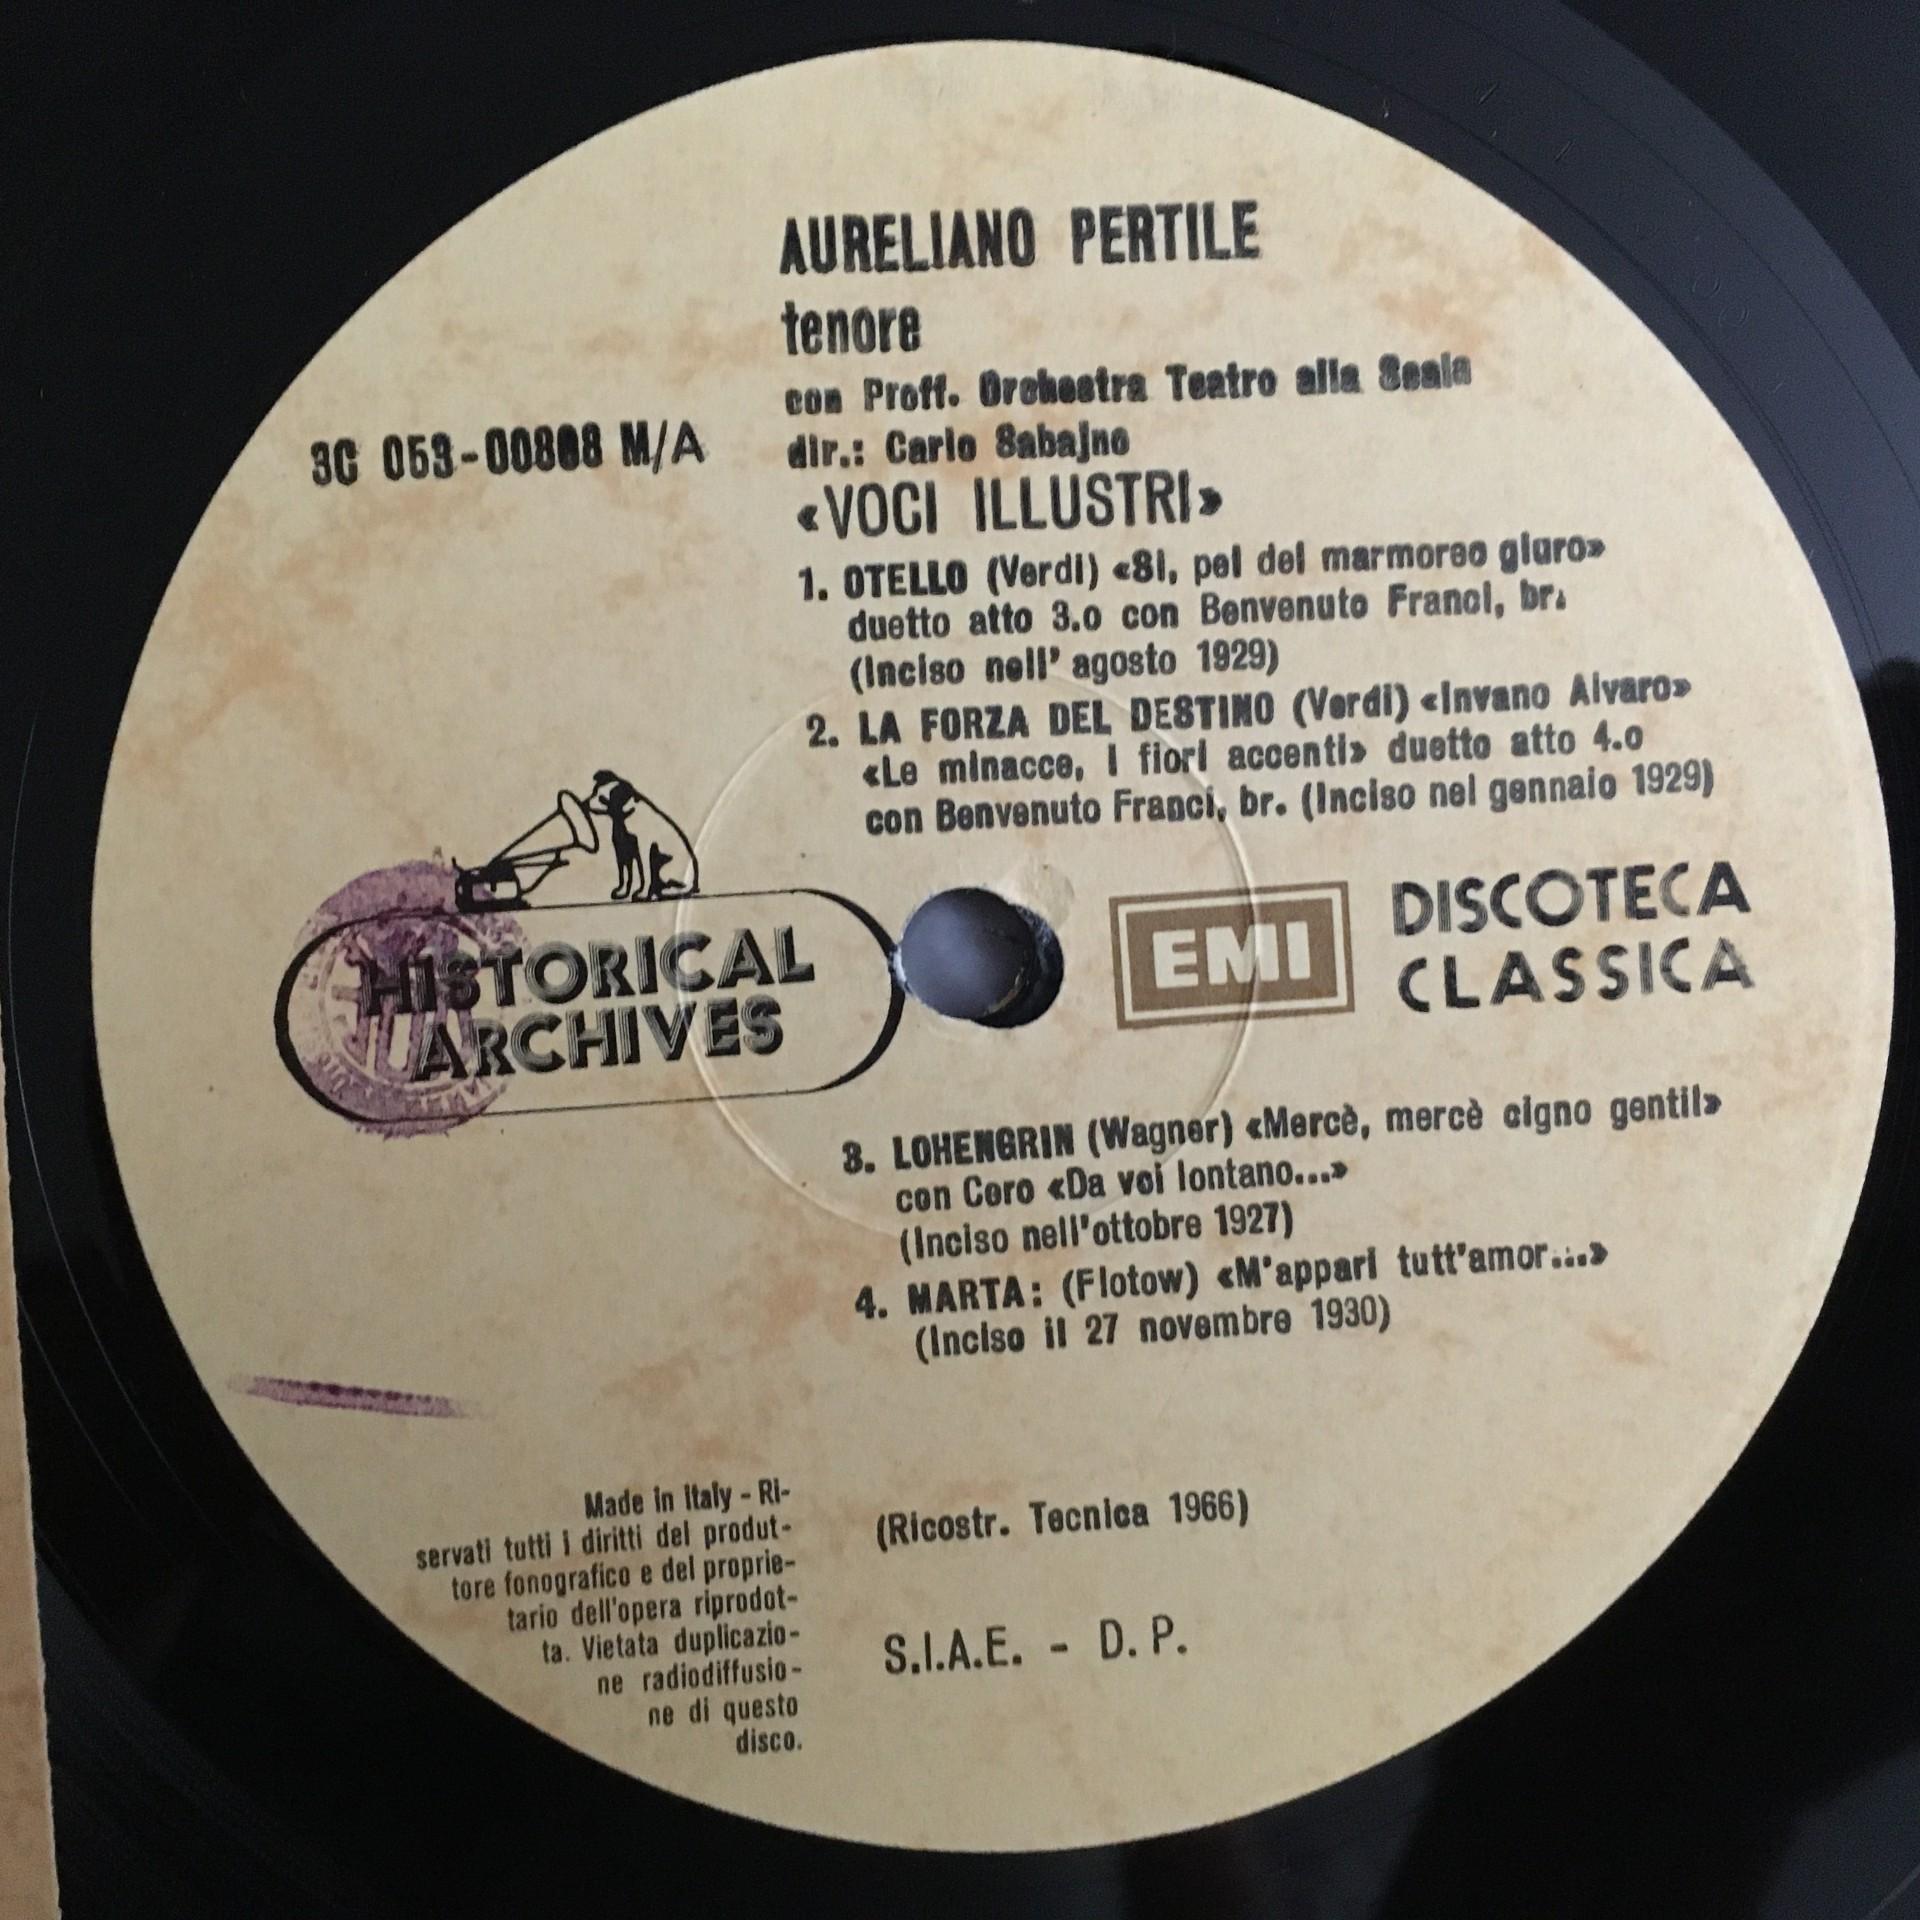 AURELIANO PERTILE
tenore
con Proff. Orchestra Teatro alla Scala
dir.: Carlo Sabajno
3C 053-00808 M/A
«VOCI ILLUSTRI»
1. OTELLO (Verdi) «Si, pel del marmoreo giuro»
duetto atto 3.o con Benvenuto Franci, br.
(Inciso nell' agosto 1929)
2. LA FORZA DEL DESTINO (Verdi) «Invano Alvaro»
«Le minacce, i fiori accenti» duetto atto 4.o
con Benvenuto Franci, br. (Inciso nel gennaio 1929)
HISTORICAL
ARCHIVES
EMI
DISCOTECA
CLASSICA
3. LOHENGRIN (Wagner) «Mercè, mercè cigno gentil»
con Coro «Da voi lontano...»
(Inciso nell'ottobre 1927)
4. MARTA: (Flotow) «M'appari tutt'amor...»
(Inciso il 27 novembre 1930)
Made in Italy - Ri-
servati tutti i diritti del produt-
tore fonografico e del proprie-
tario dell'opera riprodot-
ta. Vietata duplicazio-
ne radiodiffusio-
ne di questo
disco.
(Ricostr. Tecnica 1966)
S.I.A.E. - D. P.